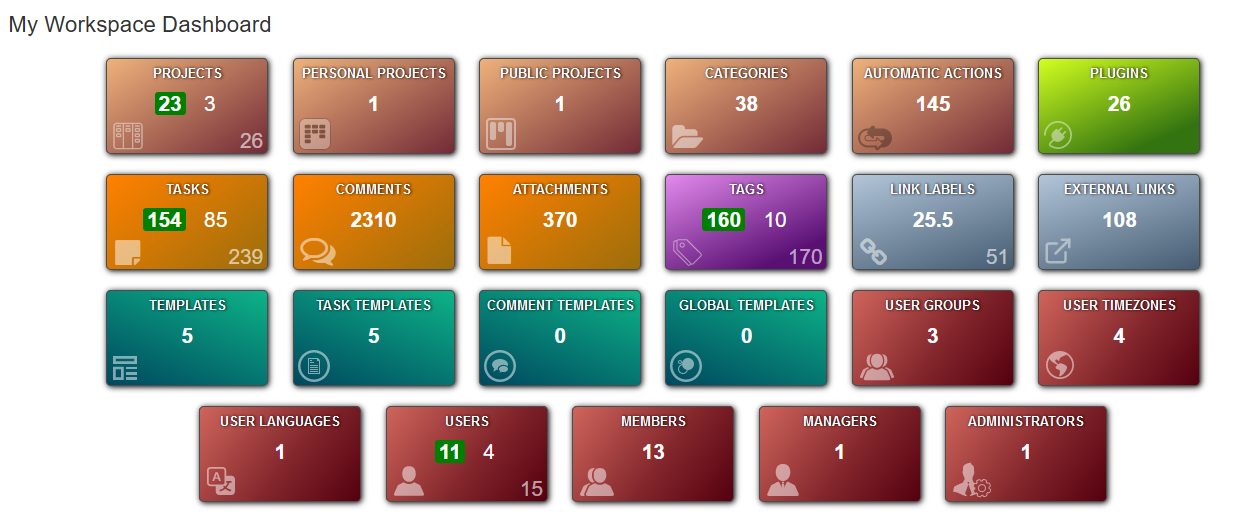 My Workspace Dashboard
PROJECTS
23 3
26
PERSONAL PROJECTS
1
PUBLIC PROJECTS
1
CATEGORIES
38
AUTOMATIC ACTIONS
145
PLUGINS
26
TASKS
154 85
239
COMMENTS
2310
ATTACHMENTS
370
TAGS
160 10
170
LINK LABELS
25.5
51
EXTERNAL LINKS
108
TEMPLATES
5
TASK TEMPLATES
5
COMMENT TEMPLATES
0
GLOBAL TEMPLATES
0
USER GROUPS
3
USER TIMEZONES
4
USER LANGUAGES
1
A 文
USERS
11 4
15
MEMBERS
13
MANAGERS
1
ADMINISTRATORS
1